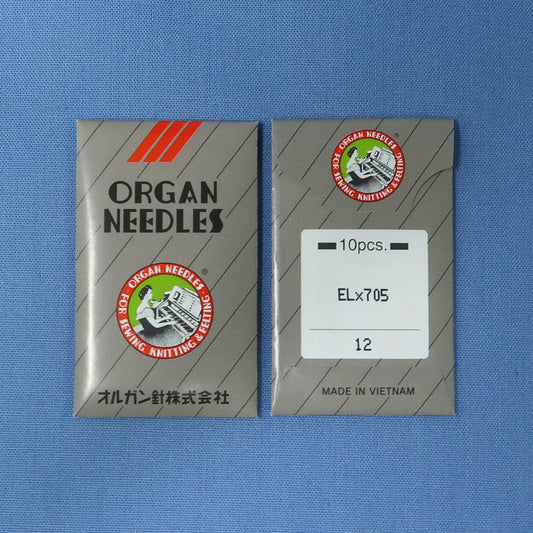 ORGAN
NEEDLES
ORGAN NEEDLES
®
FOR SEWING KNITTING & FELTING
オルガン針株式会社
ORGAN NEEDLES
®
FOR SEWING KNITTING & FELTING
10pcs.
ELx705
12
MADE IN VIETNAM